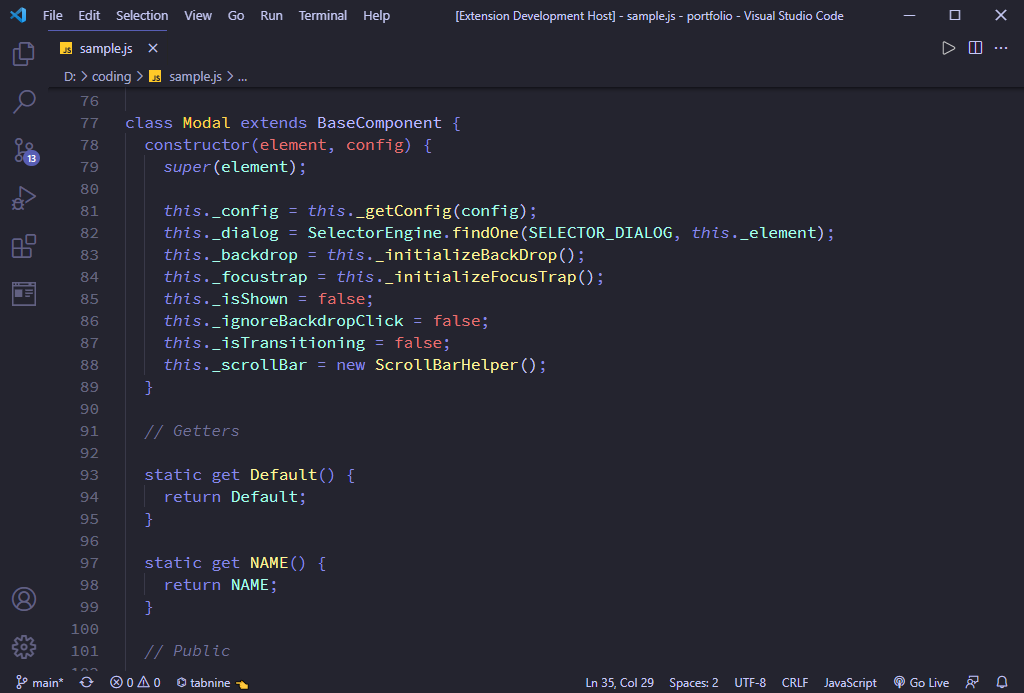 File Edit Selection View Go Run Terminal Help [Extension Development Host] - sample.js - portfolio - Visual Studio Code
JS sample.js
D: > coding > JS sample.js > ...
76
77 class Modal extends BaseComponent {
78 constructor(element, config) {
79 super(element);
80
81 this._config = this._getConfig(config);
82 this._dialog = SelectorEngine.findOne(SELECTOR_DIALOG, this._element);
83 this._backdrop = this._initializeBackDrop();
84 this._focustrap = this._initializeFocusTrap();
85 this._isShown = false;
86 this._ignoreBackdropClick = false;
87 this._isTransitioning = false;
88 this._scrollBar = new ScrollBarHelper();
89 }
90
91 // Getters
92
93 static get Default() {
94 return Default;
95 }
96
97 static get NAME() {
98 return NAME;
99 }
100
101 // Public
13
main* 0 0 tabnine Ln 35, Col 29 Spaces: 2 UTF-8 CRLF JavaScript Go Live